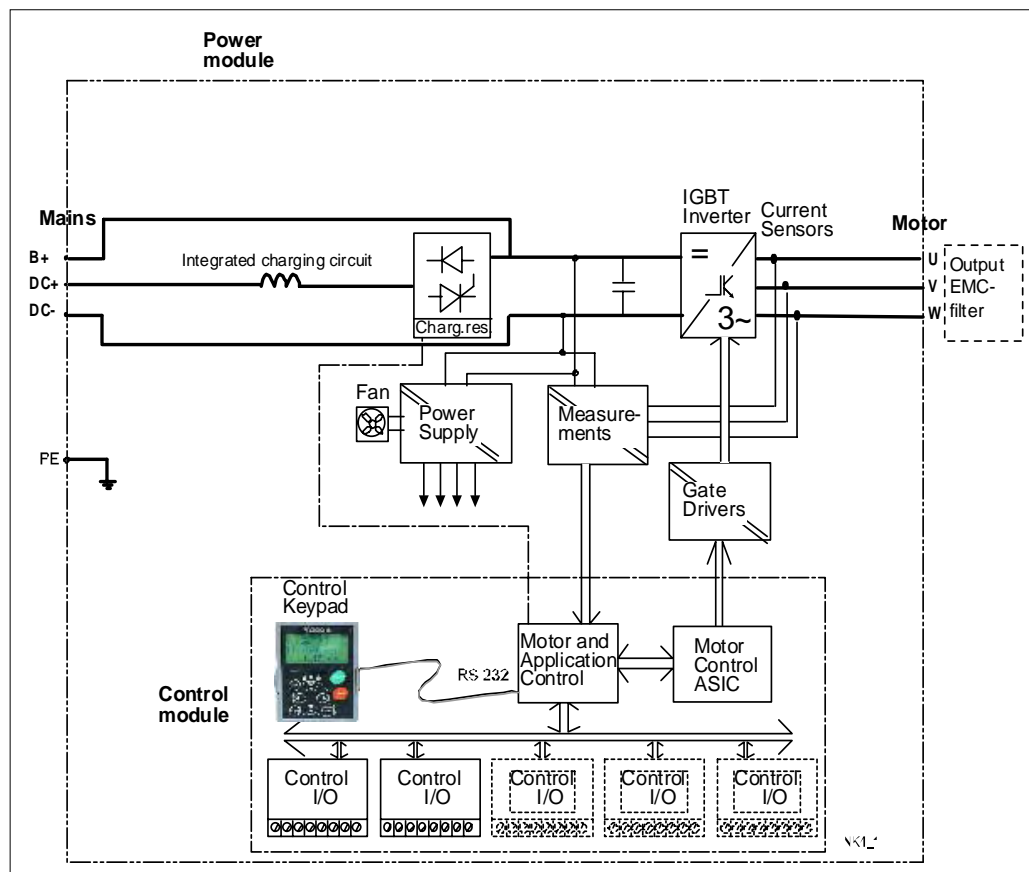 Power
module
IGBT
Inverter
Current
Sensors
Mains
Motor
B+
DC+
DC-
Integrated charging circuit
Charg.res.
=
3~
U
V
W
Output
EMC-
filter
Fan
Power
Supply
Measure-
ments
PE
Gate
Drivers
Control
Keypad
Motor and
Application
Control
Motor
Control
ASIC
RS 232
Control
module
Control
I/O
Control
I/O
Control
I/O
Control
I/O
Control
I/O